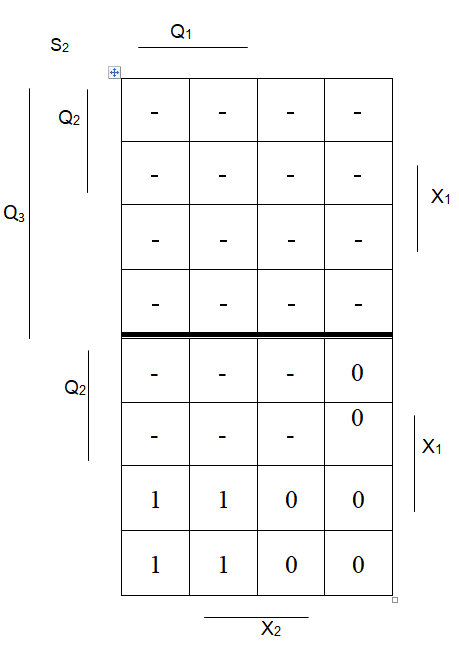 S₂ Q₁
Q₂ - - - -
- - - - X₁
Q₃ - - - -
- - - -
Q₂ - - - 0
- - - 0 X₁
1 1 0 0
1 1 0 0
X₂